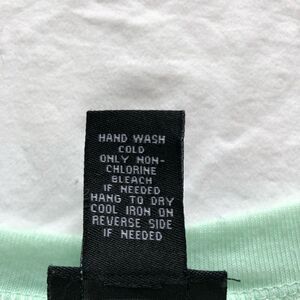 HAND WASH
COLD
ONLY NON-
CHLORINE
BLEACH
IF NEEDED
HANG TO DRY
COOL IRON ON
REVERSE SIDE
IF NEEDED